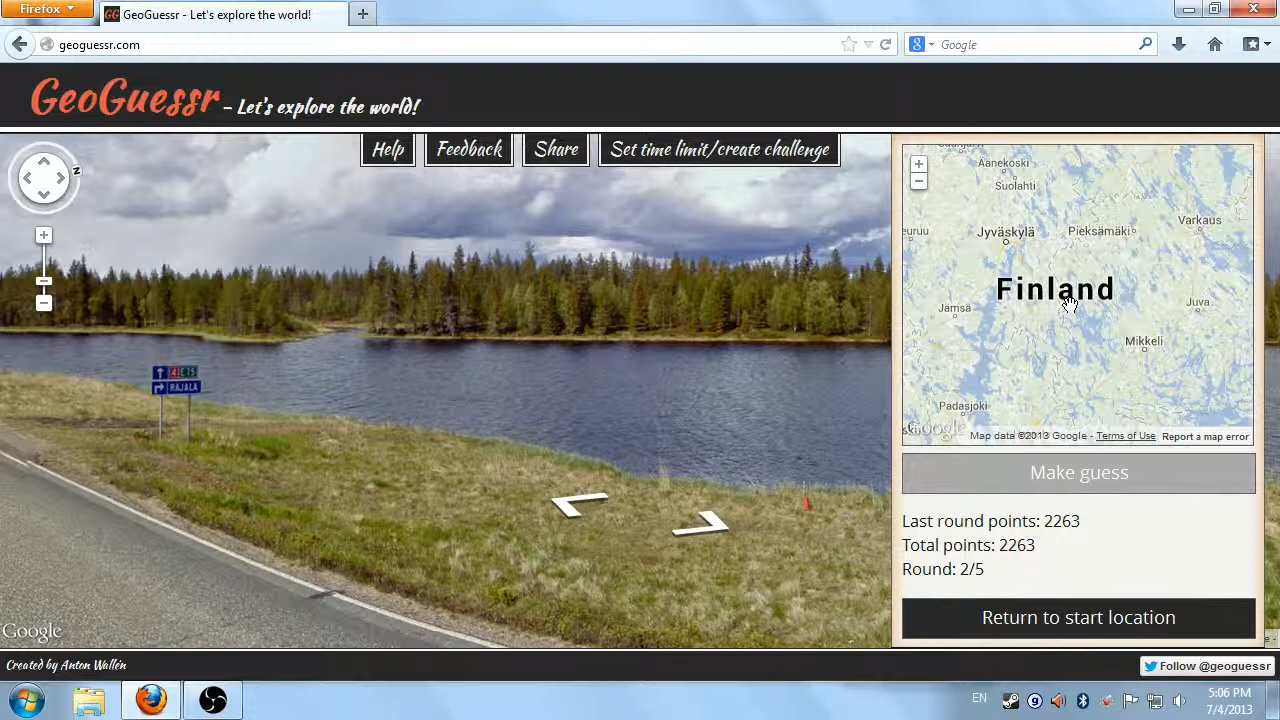 Firefox
GeoGuessr - Let's explore the world!
geoguessr.com
Google
GeoGuessr - Let's explore the world!
Help
Feedback
Share
Set time limit/create challenge
N
4 E75
RAJALA
Google
Äänekoski
Suolahti
Varkaus
Jyväskylä
Pieksämäki
Finland
Jämsä
Juva
Mikkeli
Padasjoki
Google
Map data ©2013 Google - Terms of Use
Report a map error
Make guess
Last round points: 2263
Total points: 2263
Round: 2/5
Return to start location
Created by Anton Wallén
Follow @geoguessr
EN
5:06 PM
7/4/2013